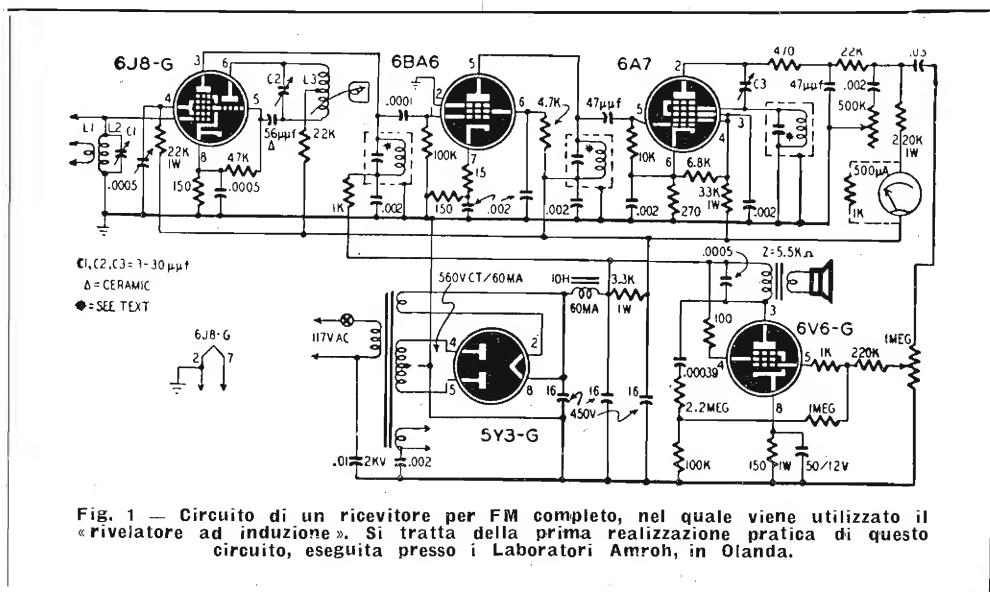 6J8-G
3
6
C2
L3
4
5
L1
L2
C1
.0005
22K
1W
8
150
47K
.0005
56µµf
Δ
22K
1K
.0001
6BA6
5
2
6
7
100K
15
150
.002
.002
.002
4.7K
47µµf
6A7
2
C3
5
3
4
6
10K
6.8K
33K
1W
270
.002
.002
470
22K
.05
47µµf
.002
500K
220K
1W
500µA
1K
C1,C2,C3=3-30µµf
Δ=CERAMIC
✱=SEE TEXT
6J8-G
2
7
117VAC
560VCT/60MA
4
5
2
8
5Y3-G
.01
2KV
.002
10H
60MA
3.3K
1W
16
16
16
450V
.0005
Z=5.5KΩ
100
3
6V6-G
4
5
8
1K
220K
1MEG
.00039
2.2MEG
1MEG
100K
150
1W
50/12V
Fig. 1 — Circuito di un ricevitore per FM completo, nel quale viene utilizzato il
« rivelatore ad induzione ». Si tratta della prima realizzazione pratica di questo
circuito, eseguita presso i Laboratori Amroh, in Olanda.